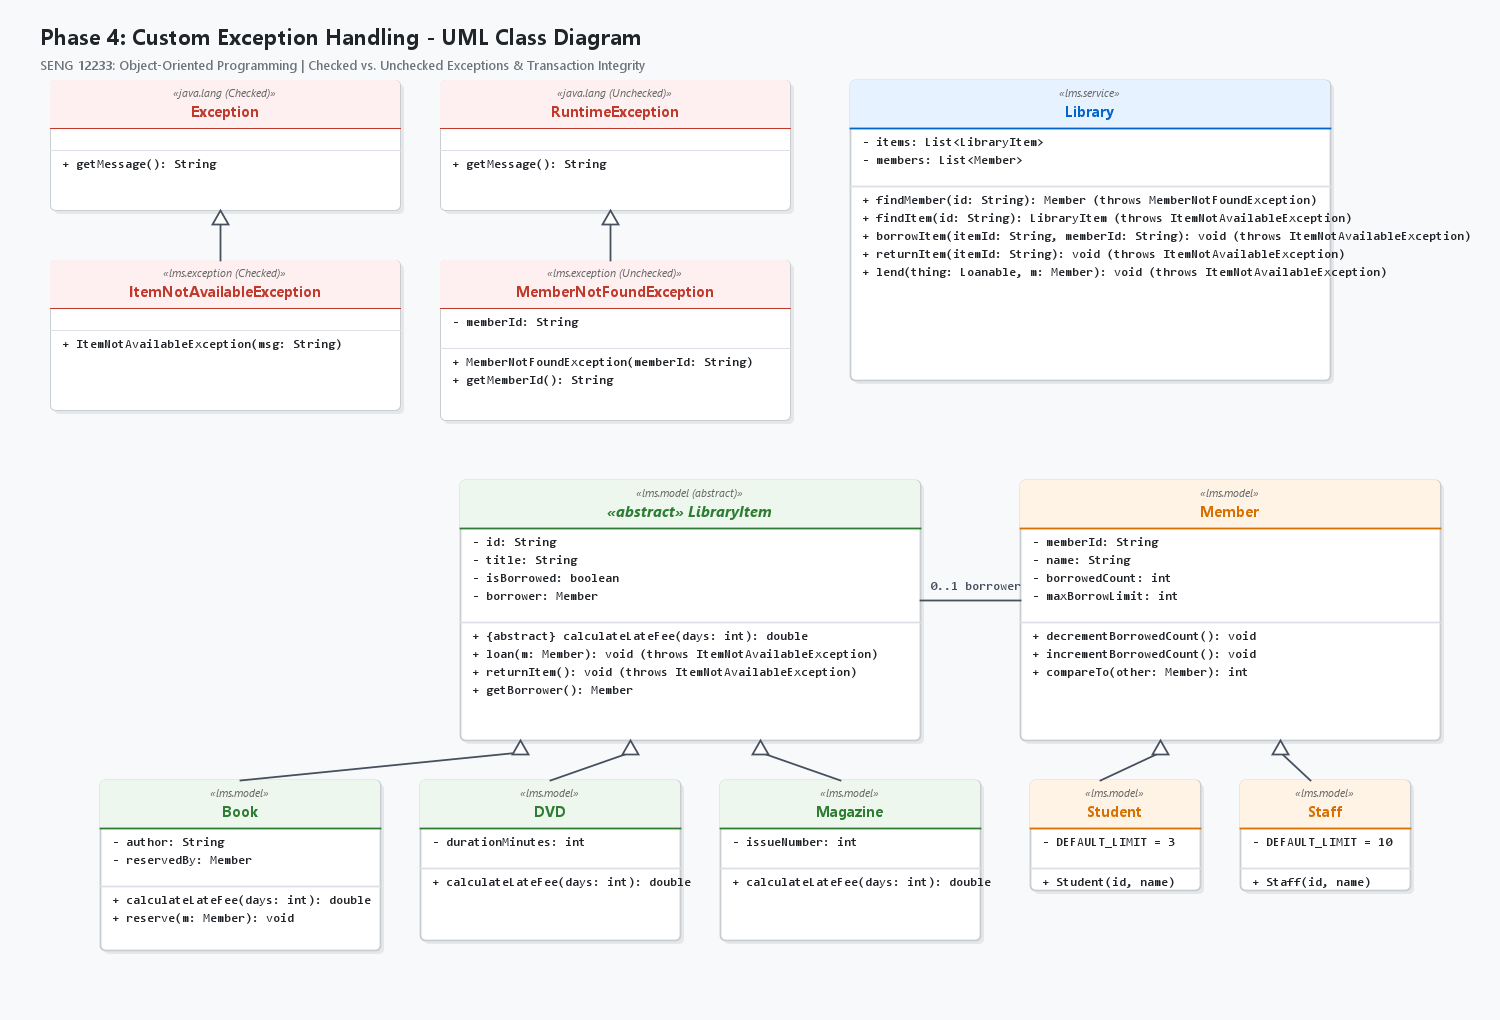 Phase 4: Custom Exception Handling - UML Class Diagram
SENG 12233: Object-Oriented Programming | Checked vs. Unchecked Exceptions & Transaction Integrity
«java.lang (Checked)»
Exception
+ getMessage(): String
«java.lang (Unchecked)»
RuntimeException
+ getMessage(): String
«lms.service»
Library
- items: List<LibraryItem>
- members: List<Member>
+ findMember(id: String): Member (throws MemberNotFoundException)
+ findItem(id: String): LibraryItem (throws ItemNotAvailableException)
+ borrowItem(itemId: String, memberId: String): void (throws ItemNotAvailableException)
+ returnItem(itemId: String): void (throws ItemNotAvailableException)
+ lend(thing: Loanable, m: Member): void (throws ItemNotAvailableException)
«lms.exception (Checked)»
ItemNotAvailableException
+ ItemNotAvailableException(msg: String)
«lms.exception (Unchecked)»
MemberNotFoundException
- memberId: String
+ MemberNotFoundException(memberId: String)
+ getMemberId(): String
«lms.model (abstract)»
«abstract» LibraryItem
- id: String
- title: String
- isBorrowed: boolean
- borrower: Member
+ {abstract} calculateLateFee(days: int): double
+ loan(m: Member): void (throws ItemNotAvailableException)
+ returnItem(): void (throws ItemNotAvailableException)
+ getBorrower(): Member
0..1 borrower
«lms.model»
Member
- memberId: String
- name: String
- borrowedCount: int
- maxBorrowLimit: int
+ decrementBorrowedCount(): void
+ incrementBorrowedCount(): void
+ compareTo(other: Member): int
«lms.model»
Book
- author: String
- reservedBy: Member
+ calculateLateFee(days: int): double
+ reserve(m: Member): void
«lms.model»
DVD
- durationMinutes: int
+ calculateLateFee(days: int): double
«lms.model»
Magazine
- issueNumber: int
+ calculateLateFee(days: int): double
«lms.model»
Student
- DEFAULT_LIMIT = 3
+ Student(id, name)
«lms.model»
Staff
- DEFAULT_LIMIT = 10
+ Staff(id, name)